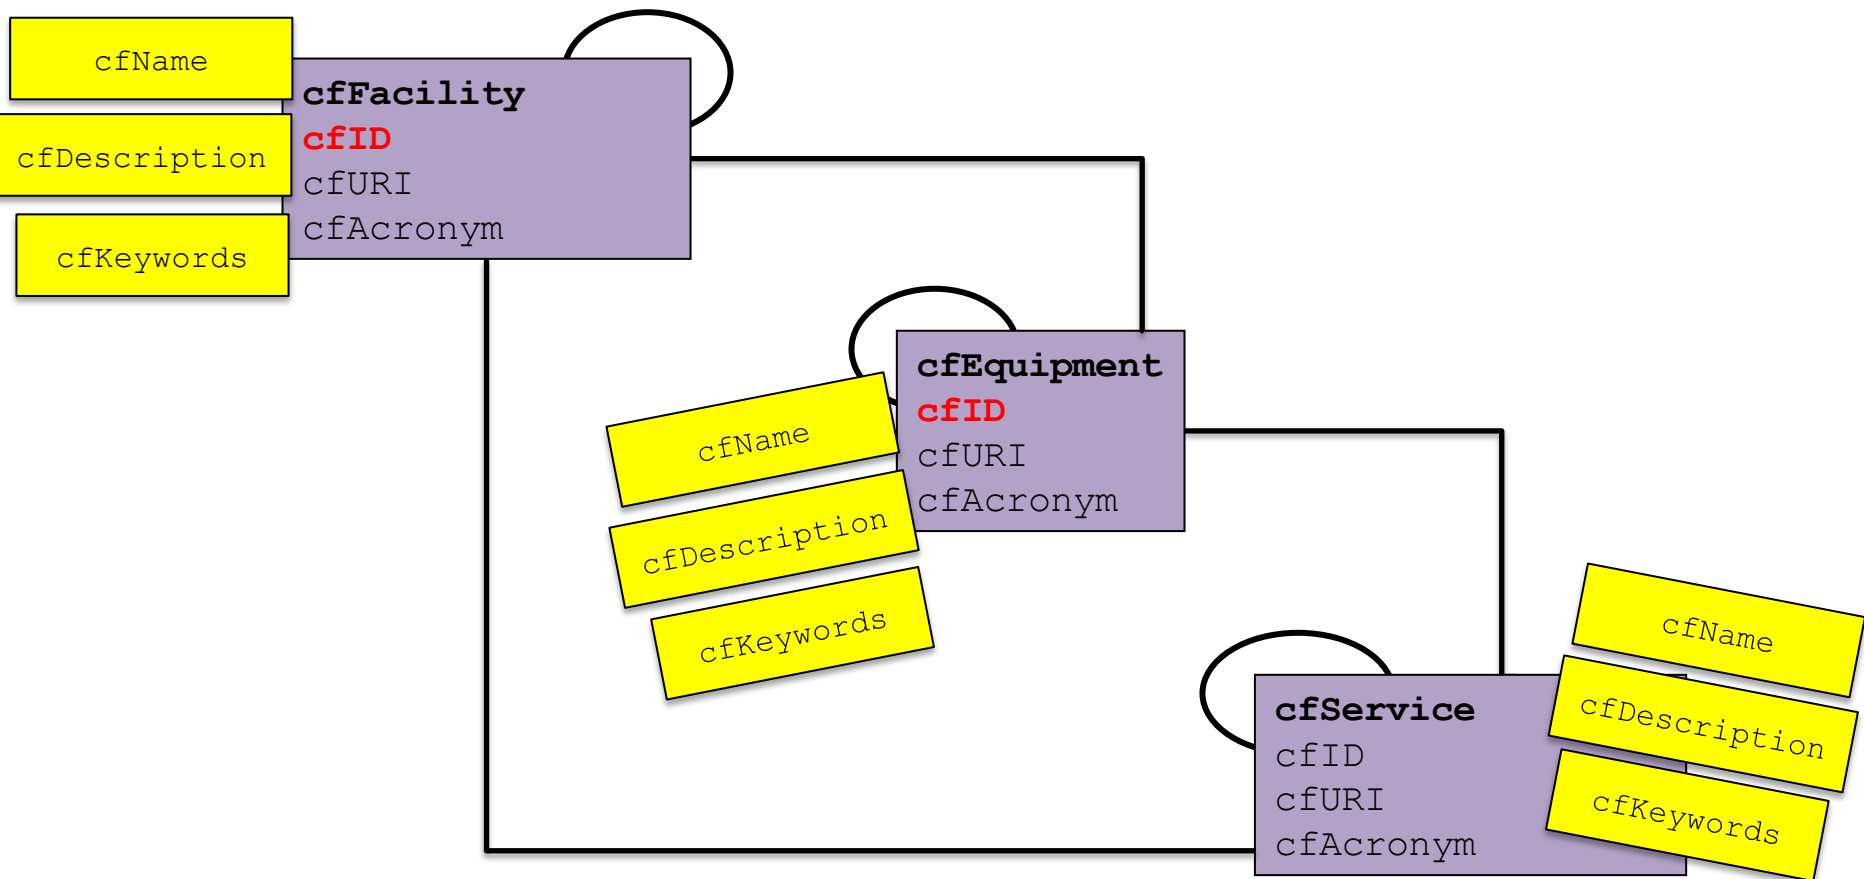 cfName
cfDescription
cfKeywords
cfFacility
cfID
cfURI
cfAcronym
cfEquipment
cfID
cfURI
cfAcronym
cfName
cfDescription
cfKeywords
cfService
cfID
cfURI
cfAcronym
cfName
cfDescription
cfKeywords